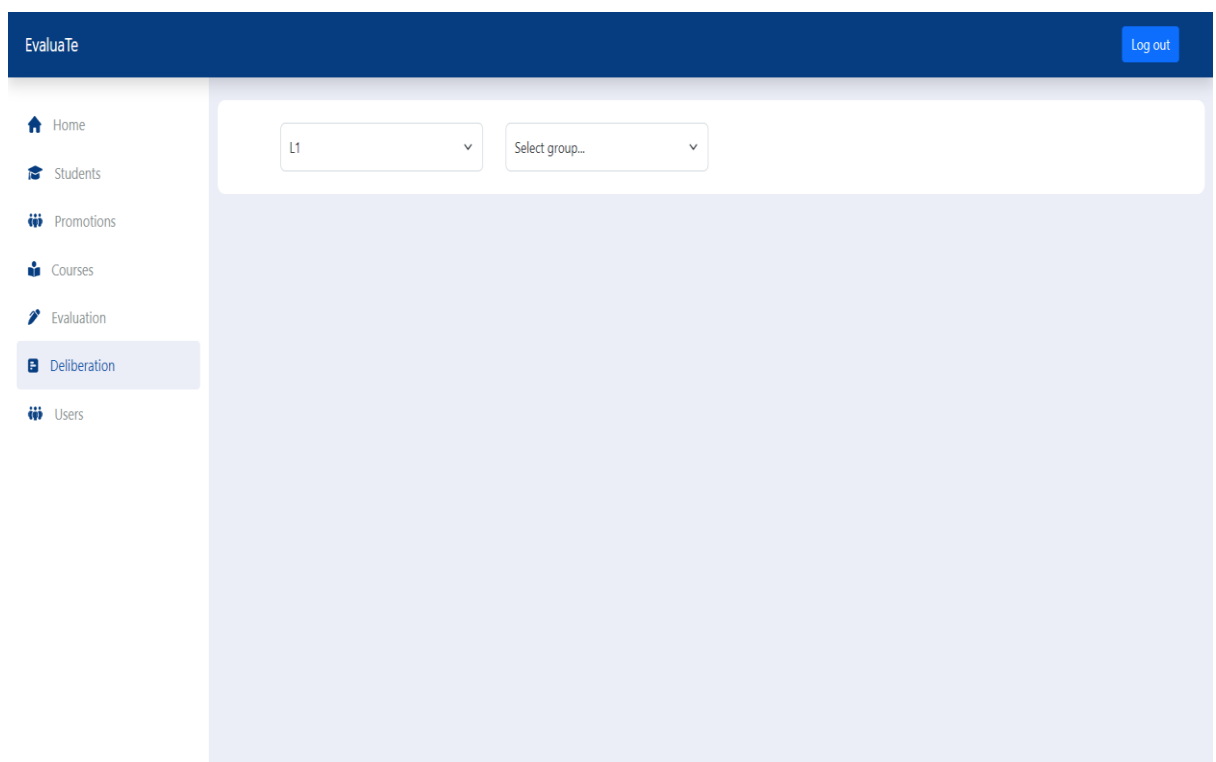 EvaluaTe
Log out
Home
Students
Promotions
Courses
Evaluation
Deliberation
Users
L1
Select group...